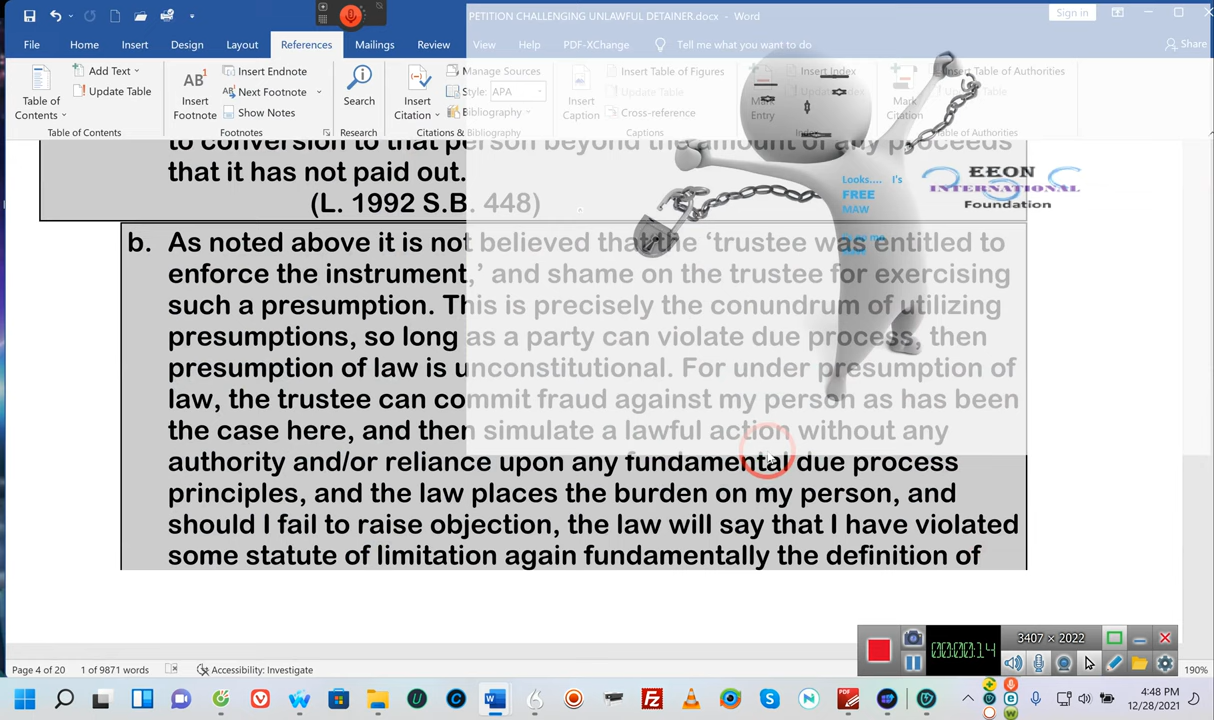 PETITION CHALLENGING UNLAWFUL DETAINER.docx - Word
Sign in
File Home Insert Design Layout References Mailings Review View Help PDF-XChange Tell me what you want to do Share
Table of Contents
Add Text
Update Table
Table of Contents
AB1
Insert Footnote
Insert Endnote
Next Footnote
Show Notes
Footnotes
Search
Research
Insert Citation
Manage Sources
Style: APA
Bibliography
Citations & Bibliography
Insert Caption
Insert Table of Figures
Update Table
Cross-reference
Captions
Mark Entry
Insert Index
Mark Citation
Insert Table of Authorities
Table of Authorities
to conversion to that person beyond the amount of any proceeds
that it has not paid out.
(L. 1992 S.B. 448)
Looks.... I's
FREE
MAW
EEON
INTERNATIONAL
Foundation
b. As noted above it is not believed that the ‘trustee was entitled to
enforce the instrument,’ and shame on the trustee for exercising
such a presumption. This is precisely the conundrum of utilizing
presumptions, so long as a party can violate due process, then
presumption of law is unconstitutional. For under presumption of
law, the trustee can commit fraud against my person as has been
the case here, and then simulate a lawful action without any
authority and/or reliance upon any fundamental due process
principles, and the law places the burden on my person, and
should I fail to raise objection, the law will say that I have violated
some statute of limitation again fundamentally the definition of
00:00:14
3407 × 2022
Page 4 of 20 1 of 9871 words Accessibility: Investigate 190%
4:48 PM
12/28/2021